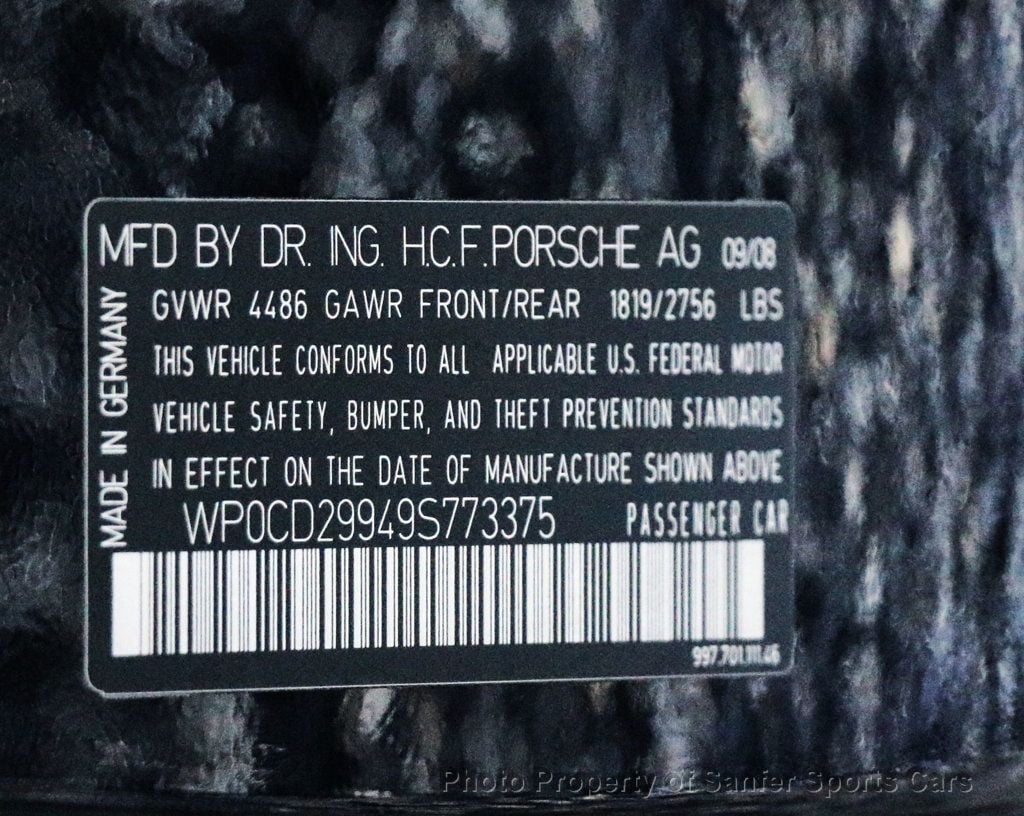 MFD BY DR. ING. H.C.F. PORSCHE AG 09/08
GVWR 4486 GAWR FRONT/REAR 1819/2756 LBS
THIS VEHICLE CONFORMS TO ALL APPLICABLE U.S. FEDERAL MOTOR
VEHICLE SAFETY, BUMPER, AND THEFT PREVENTION STANDARDS
IN EFFECT ON THE DATE OF MANUFACTURE SHOWN ABOVE
WP0CD29949S773375 PASSENGER CAR
MADE IN GERMANY
997.701.111.46
Photo Property of Sanfer Sports Cars